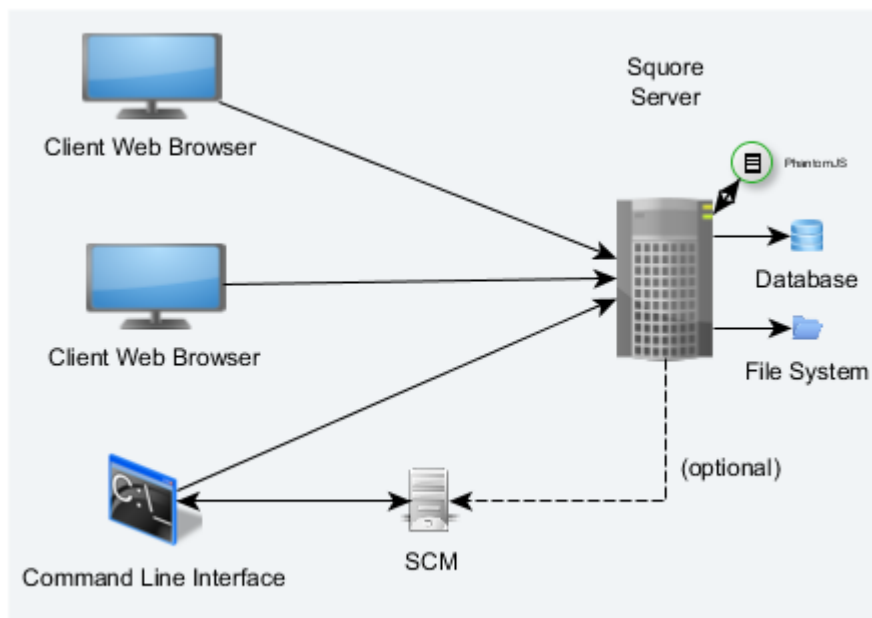 Squore
Server
Client Web Browser
PhantomJS
Database
Client Web Browser
File System
C:\_
(optional)
SCM
Command Line Interface